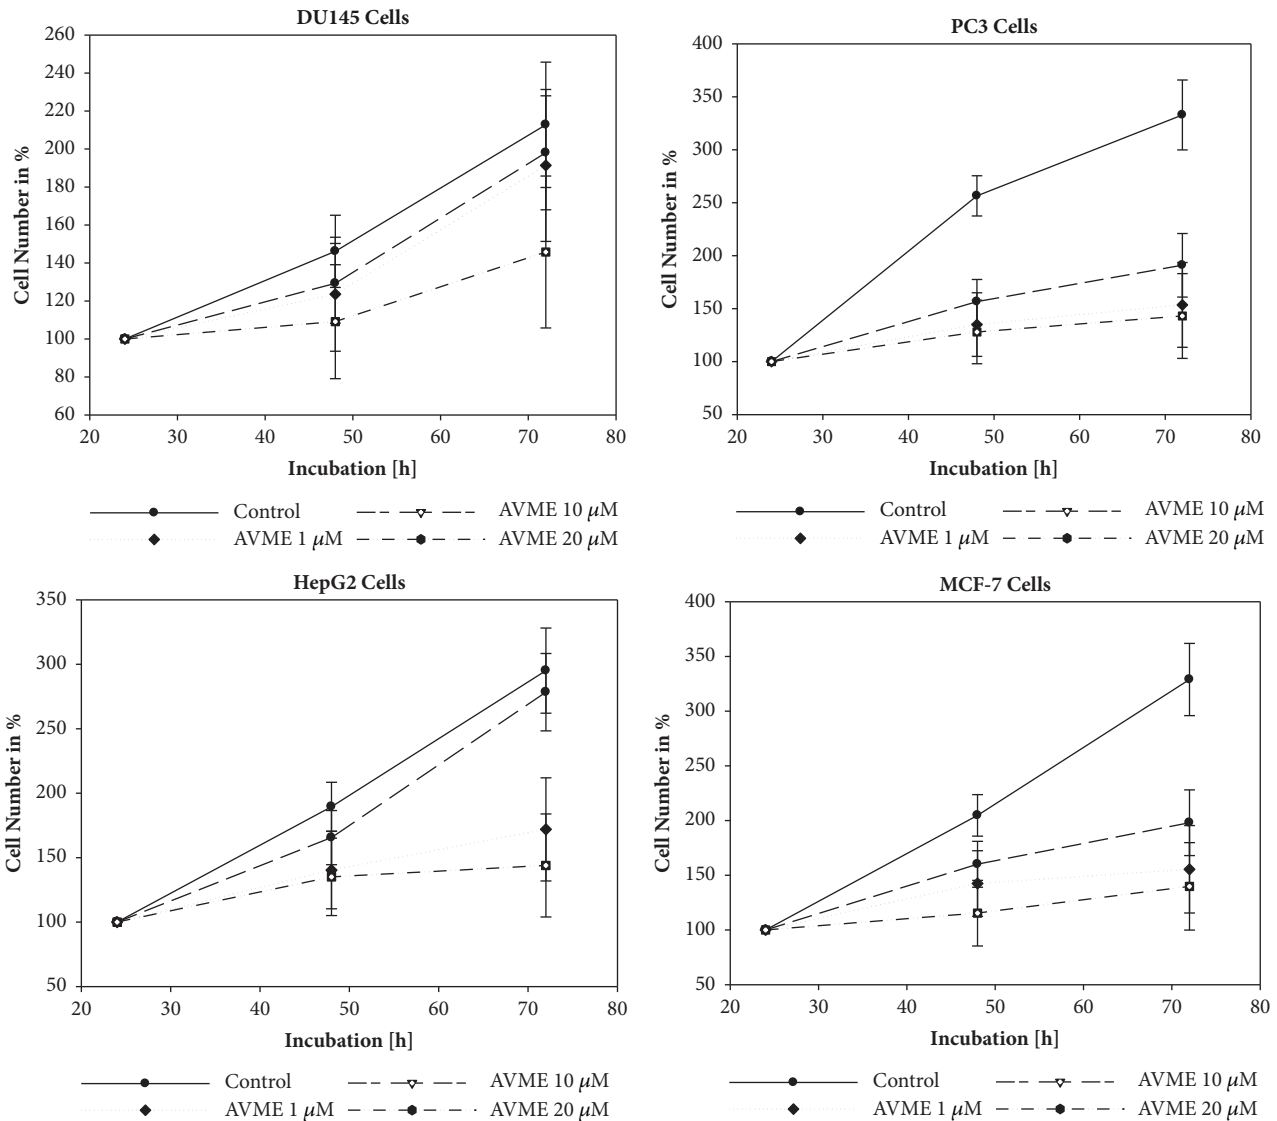 DU145 Cells
260
240
220
200
180
160
140
120
100
80
60
Cell Number in %
20 30 40 50 60 70 80
Incubation [h]
Control
AVME 10 μM
AVME 1 μM
AVME 20 μM
PC3 Cells
400
350
300
250
200
150
100
50
Cell Number in %
20 30 40 50 60 70 80
Incubation [h]
Control
AVME 10 μM
AVME 1 μM
AVME 20 μM
HepG2 Cells
350
300
250
200
150
100
50
Cell Number in %
20 30 40 50 60 70 80
Incubation [h]
Control
AVME 10 μM
AVME 1 μM
AVME 20 μM
MCF-7 Cells
400
350
300
250
200
150
100
50
Cell Number in %
20 30 40 50 60 70 80
Incubation [h]
Control
AVME 10 μM
AVME 1 μM
AVME 20 μM